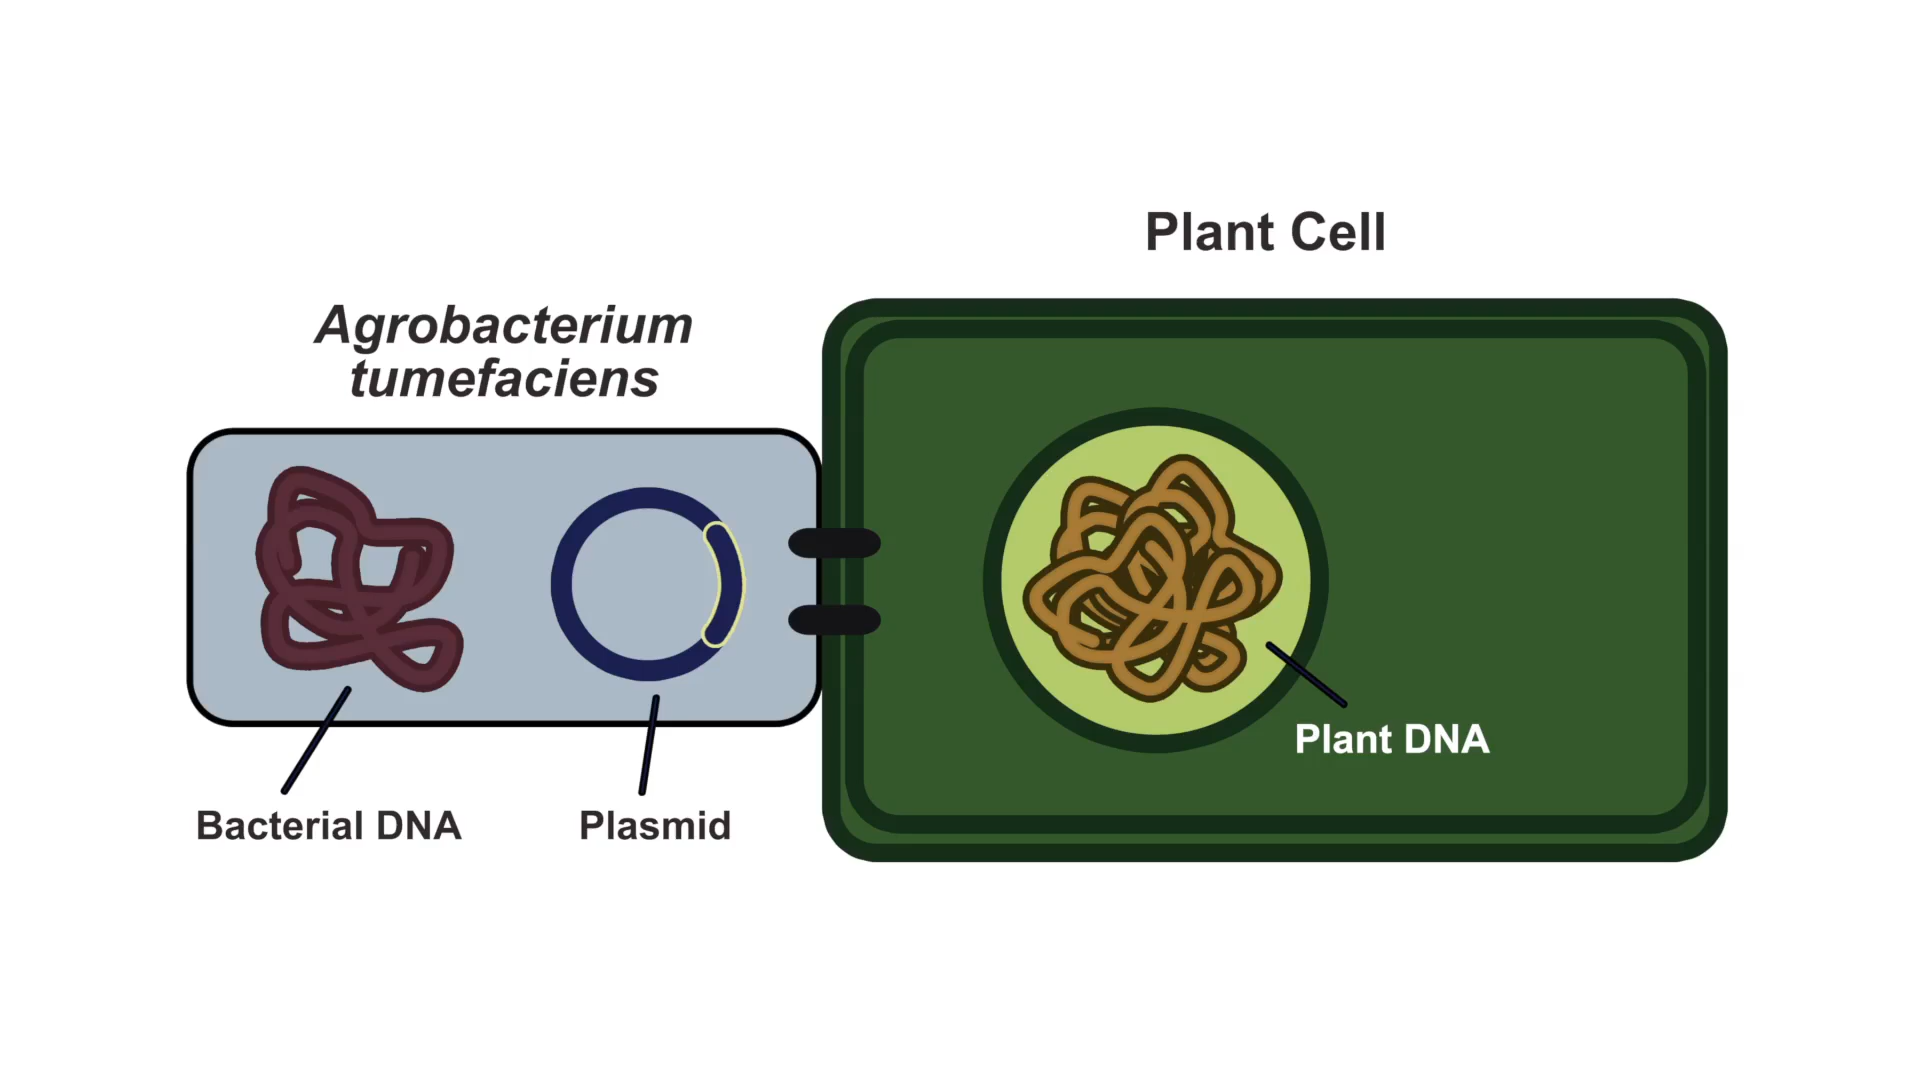 Plant Cell
Agrobacterium
tumefaciens
Plant DNA
Bacterial DNA
Plasmid